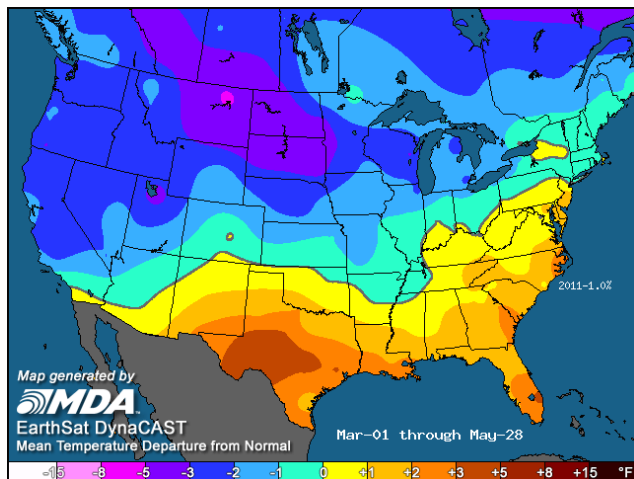 2011-1.0%
Map generated by
MDA
EarthSat DynaCAST
Mean Temperature Departure from Normal
Mar-01 through May-28
-15 -8 -5 -3 -2 -1 0 +1 +2 +3 +5 +8 +15 °F